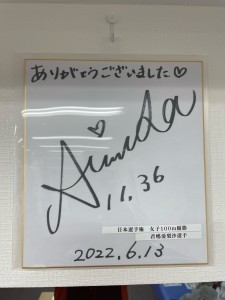 ありがとうございました♡
11.36
日本選手権 女子100m優勝
君嶋愛梨沙選手
2022.6.13